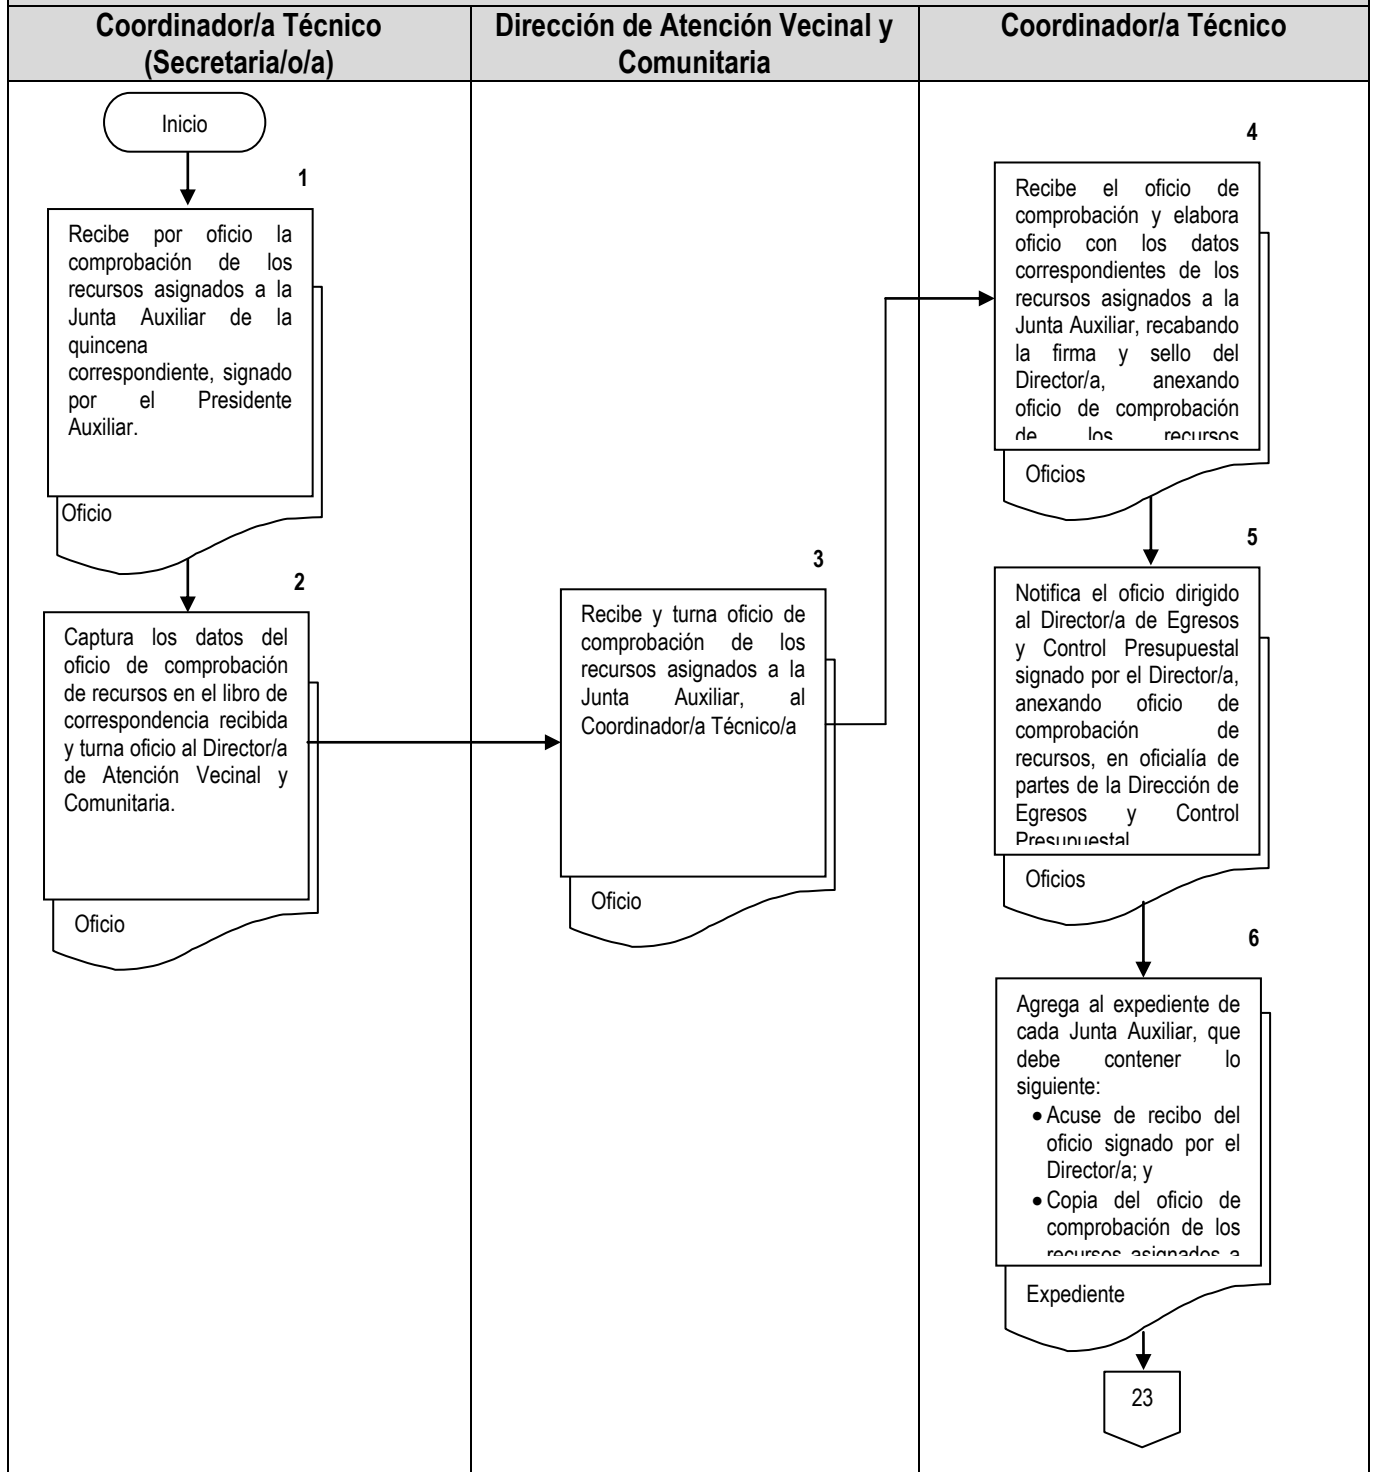 Coordinador/a Técnico
(Secretaria/o/a)
Dirección de Atención Vecinal y
Comunitaria
Coordinador/a Técnico
Inicio
1
Recibe por oficio la
comprobación de los
recursos asignados a la
Junta Auxiliar de la
quincena
correspondiente, signado
por el Presidente
Auxiliar.
Oficio
2
Captura los datos del
oficio de comprobación
de recursos en el libro de
correspondencia recibida
y turna oficio al Director/a
de Atención Vecinal y
Comunitaria.
Oficio
3
Recibe y turna oficio de
comprobación de los
recursos asignados a la
Junta Auxiliar, al
Coordinador/a Técnico/a
Oficio
4
Recibe el oficio de
comprobación y elabora
oficio con los datos
correspondientes de los
recursos asignados a la
Junta Auxiliar, recabando
la firma y sello del
Director/a, anexando
oficio de comprobación
de los recursos
Oficios
5
Notifica el oficio dirigido
al Director/a de Egresos
y Control Presupuestal
signado por el Director/a,
anexando oficio de
comprobación de
recursos, en oficialía de
partes de la Dirección de
Egresos y Control
Presupuestal
Oficios
6
Agrega al expediente de
cada Junta Auxiliar, que
debe contener lo
siguiente:
• Acuse de recibo del
oficio signado por el
Director/a; y
• Copia del oficio de
comprobación de los
recursos asignados a
Expediente
23